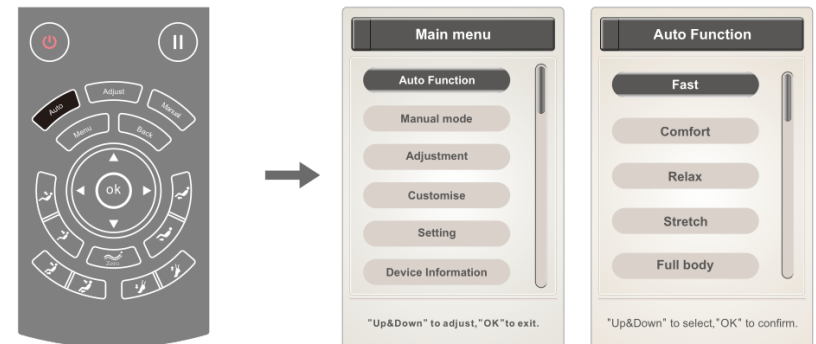 Auto
Adjust
Manual
Menu
Back
ok
Zero
Main menu
Auto Function
Manual mode
Adjustment
Customise
Setting
Device Information
"Up&Down" to adjust,"OK"to exit.
Auto Function
Fast
Comfort
Relax
Stretch
Full body
"Up&Down" to select,"OK" to confirm.